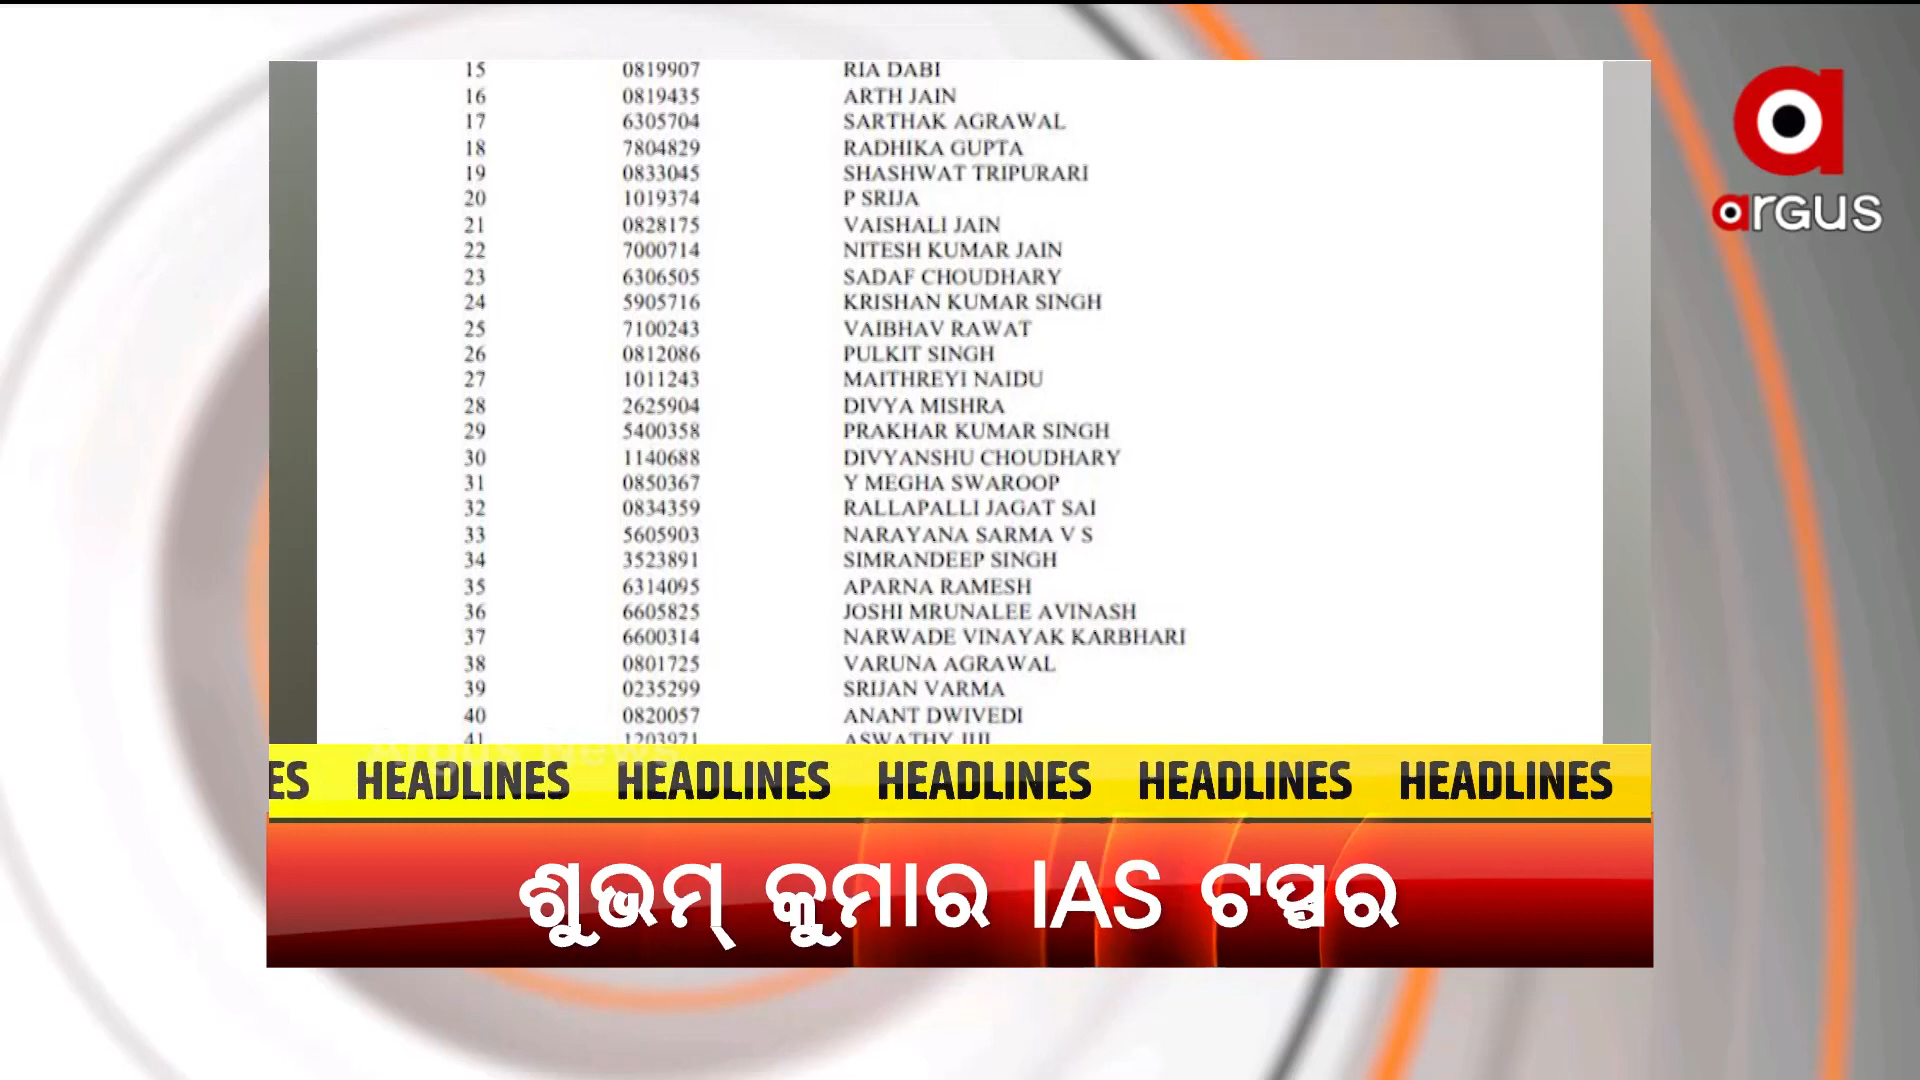 15 0819907 RIA DABI
16 0819435 ARTH JAIN
17 6305704 SARTHAK AGRAWAL
18 7804829 RADHIKA GUPTA
19 0833045 SHASHWAT TRIPURARI
20 1019374 P SRIJA
21 0828175 VAISHALI JAIN
22 7000714 NITESH KUMAR JAIN
23 6306505 SADAF CHOUDHARY
24 5905716 KRISHAN KUMAR SINGH
25 7100243 VAIBHAV RAWAT
26 0812086 PULKIT SINGH
27 1011243 MAITHREYI NAIDU
28 2625904 DIVYA MISHRA
29 5400358 PRAKHAR KUMAR SINGH
30 1140688 DIVYANSHU CHOUDHARY
31 0850367 Y MEGHA SWAROOP
32 0834359 RALLAPALLI JAGAT SAI
33 5605903 NARAYANA SARMA V S
34 3523891 SIMRANDEEP SINGH
35 6314095 APARNA RAMESH
36 6605825 JOSHI MRUNALEE AVINASH
37 6600314 NARWADE VINAYAK KARBHARI
38 0801725 VARUNA AGRAWAL
39 0235299 SRIJAN VARMA
40 0820057 ANANT DWIVEDI
41 1203971 ASWATHY JIJI
Argus News
ES HEADLINES HEADLINES HEADLINES HEADLINES HEADLINES
ଶୁଭମ୍ କୁମାର IAS ଟପ୍ପର
argus